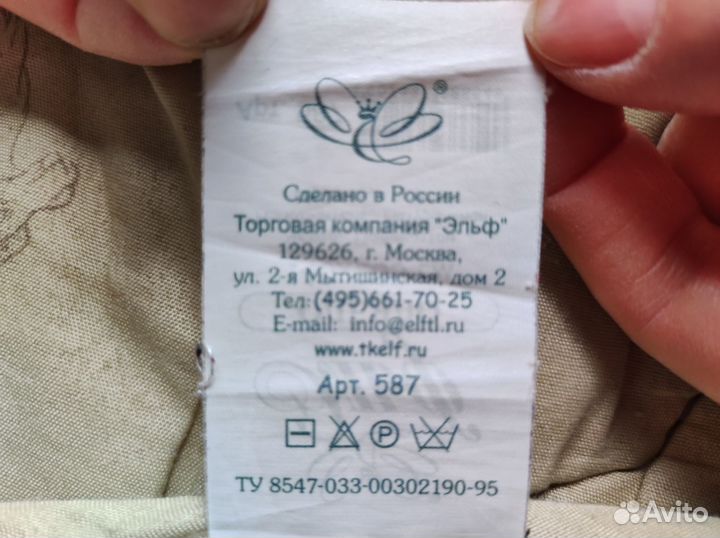 ®
Сделано в России
Торговая компания "Эльф"
129626, г. Москва,
ул. 2-я Мытищинская, дом 2
Тел: (495)661-70-25
E-mail: info@elftl.ru
www.tkelf.ru
Арт. 587
P
ТУ 8547-033-00302190-95
Avito